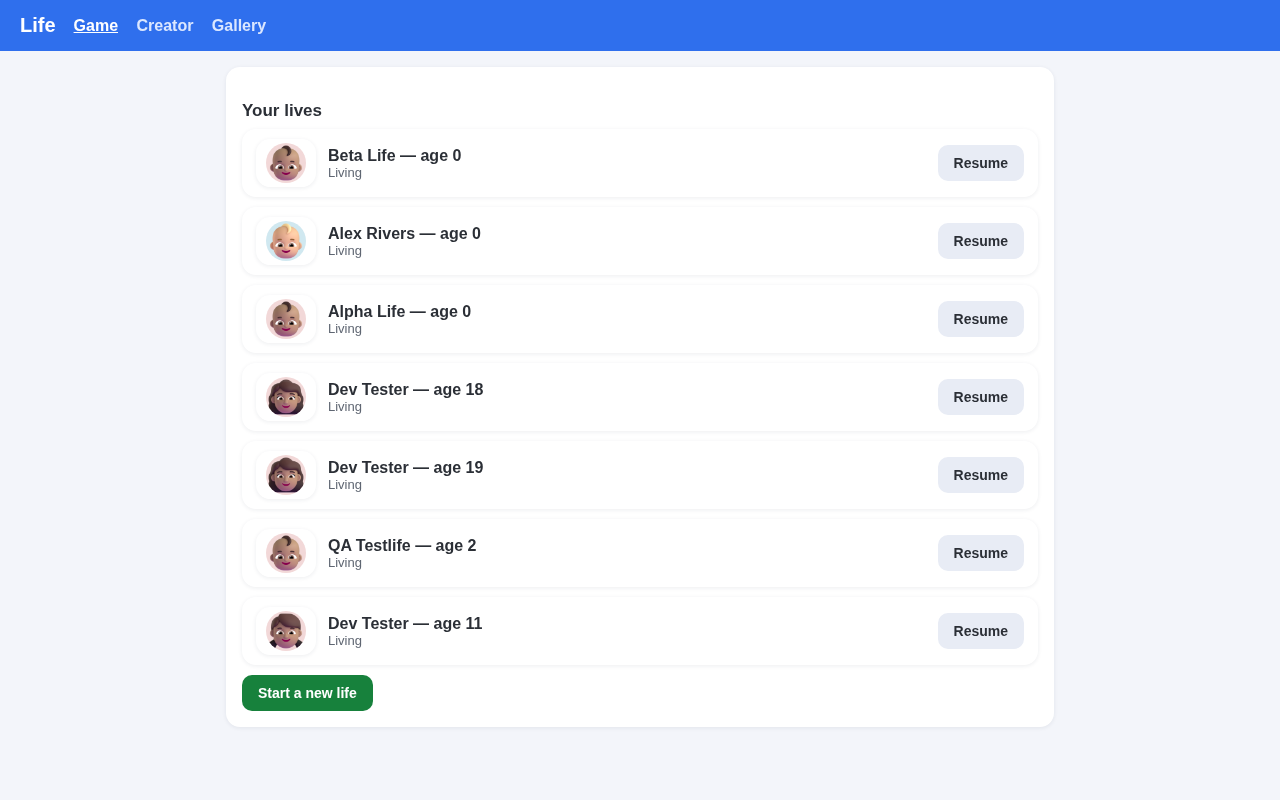 Life Game Creator Gallery
Your lives
Beta Life — age 0
Living
Resume
Alex Rivers — age 0
Living
Resume
Alpha Life — age 0
Living
Resume
Dev Tester — age 18
Living
Resume
Dev Tester — age 19
Living
Resume
QA Testlife — age 2
Living
Resume
Dev Tester — age 11
Living
Resume
Start a new life